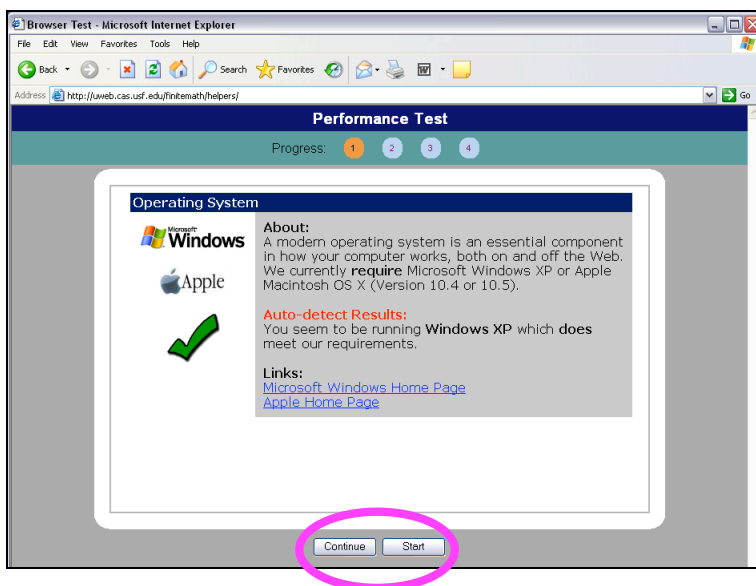 Browser Test - Microsoft Internet Explorer
File Edit View Favorites Tools Help
Back Search Favorites
Address http://uweb.cas.usf.edu/finitemath/helpers/ Go
Performance Test
Progress: 1 2 3 4
Operating System
Microsoft
Windows
Apple
About:
A modern operating system is an essential component
in how your computer works, both on and off the Web.
We currently require Microsoft Windows XP or Apple
Macintosh OS X (Version 10.4 or 10.5).
Auto-detect Results:
You seem to be running Windows XP which does
meet our requirements.
Links:
Microsoft Windows Home Page
Apple Home Page
Continue Start